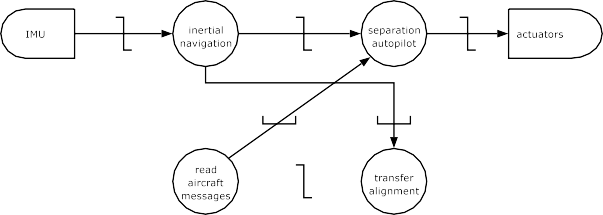 IMU
inertial
navigation
separation
autopilot
actuators
read
aircraft
messages
transfer
alignment